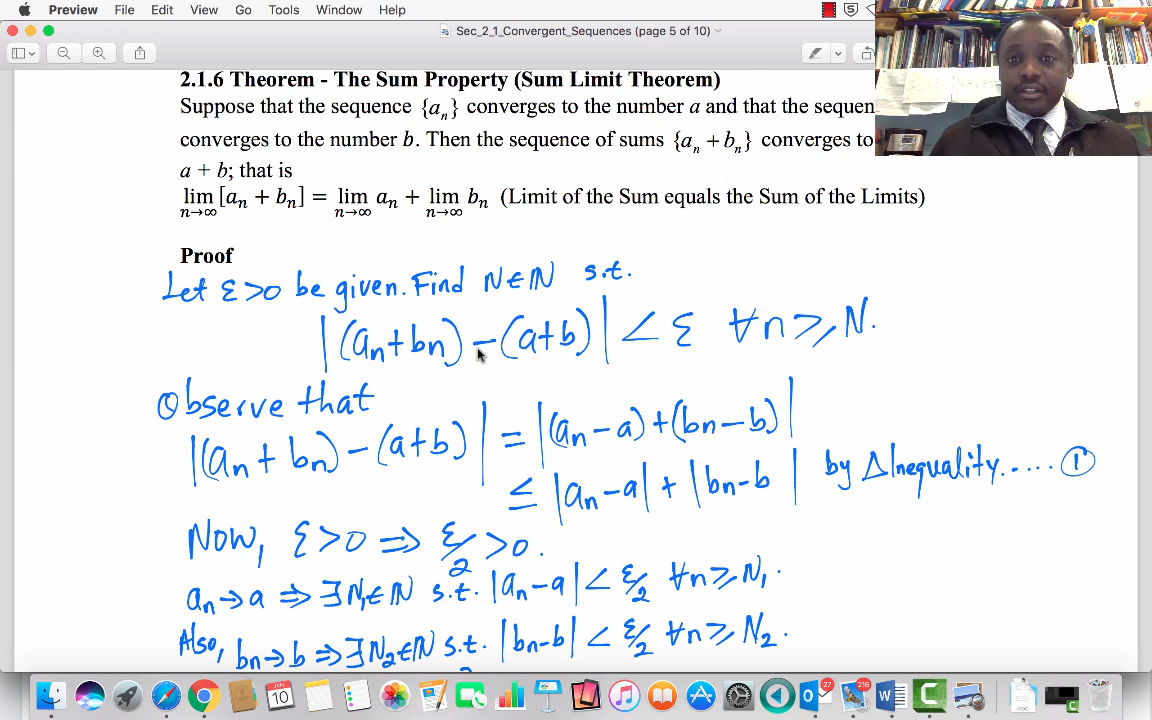 Preview File Edit View Go Tools Window Help
Sec_2_1_Convergent_Sequences (page 5 of 10)
2.1.6 Theorem - The Sum Property (Sum Limit Theorem)
Suppose that the sequence {aₙ} converges to the number a and that the sequen
converges to the number b. Then the sequence of sums {aₙ + bₙ} converges to
a + b; that is
lim n→∞ [aₙ + bₙ] = lim n→∞ aₙ + lim n→∞ bₙ (Limit of the Sum equals the Sum of the Limits)
Proof
Let ε>0 be given. Find N∈ℕ s.t.
|(aₙ+bₙ)−(a+b)| < ε ∀n≥N.
Observe that
|(aₙ+bₙ)−(a+b)| = |(aₙ−a)+(bₙ−b)|
≤ |aₙ−a| + |bₙ−b| by Δ Inequality..... ①
Now, ε>0 ⇒ ε/2 >0.
aₙ→a ⇒ ∃N₁∈ℕ s.t. |aₙ−a| < ε/2 ∀n≥N₁.
Also, bₙ→b ⇒ ∃N₂∈ℕ s.t. |bₙ−b| < ε/2 ∀n≥N₂.
JAN
10
27
216